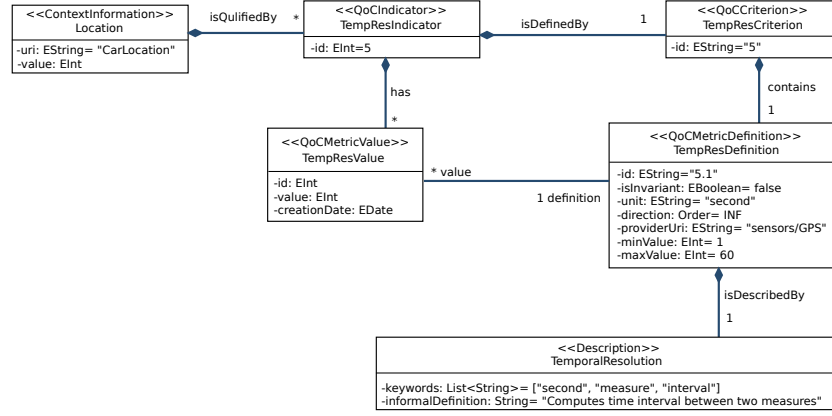 <<ContextInformation>>
Location
-uri: EString= "CarLocation"
-value: EInt
isQulifiedBy
*
<<QoCIndicator>>
TempResIndicator
-id: EInt=5
isDefinedBy
1
<<QoCCriterion>>
TempResCriterion
-id: EString="5"
has
*
contains
1
<<QoCMetricValue>>
TempResValue
-id: EInt
-value: EInt
-creationDate: EDate
* value
1 definition
<<QoCMetricDefinition>>
TempResDefinition
-id: EString="5.1"
-isInvariant: EBoolean= false
-unit: EString= "second"
-direction: Order= INF
-providerUri: EString= "sensors/GPS"
-minValue: EInt= 1
-maxValue: EInt= 60
isDescribedBy
1
<<Description>>
TemporalResolution
-keywords: List<String>= ["second", "measure", "interval"]
-informalDefinition: String= "Computes time interval between two measures"